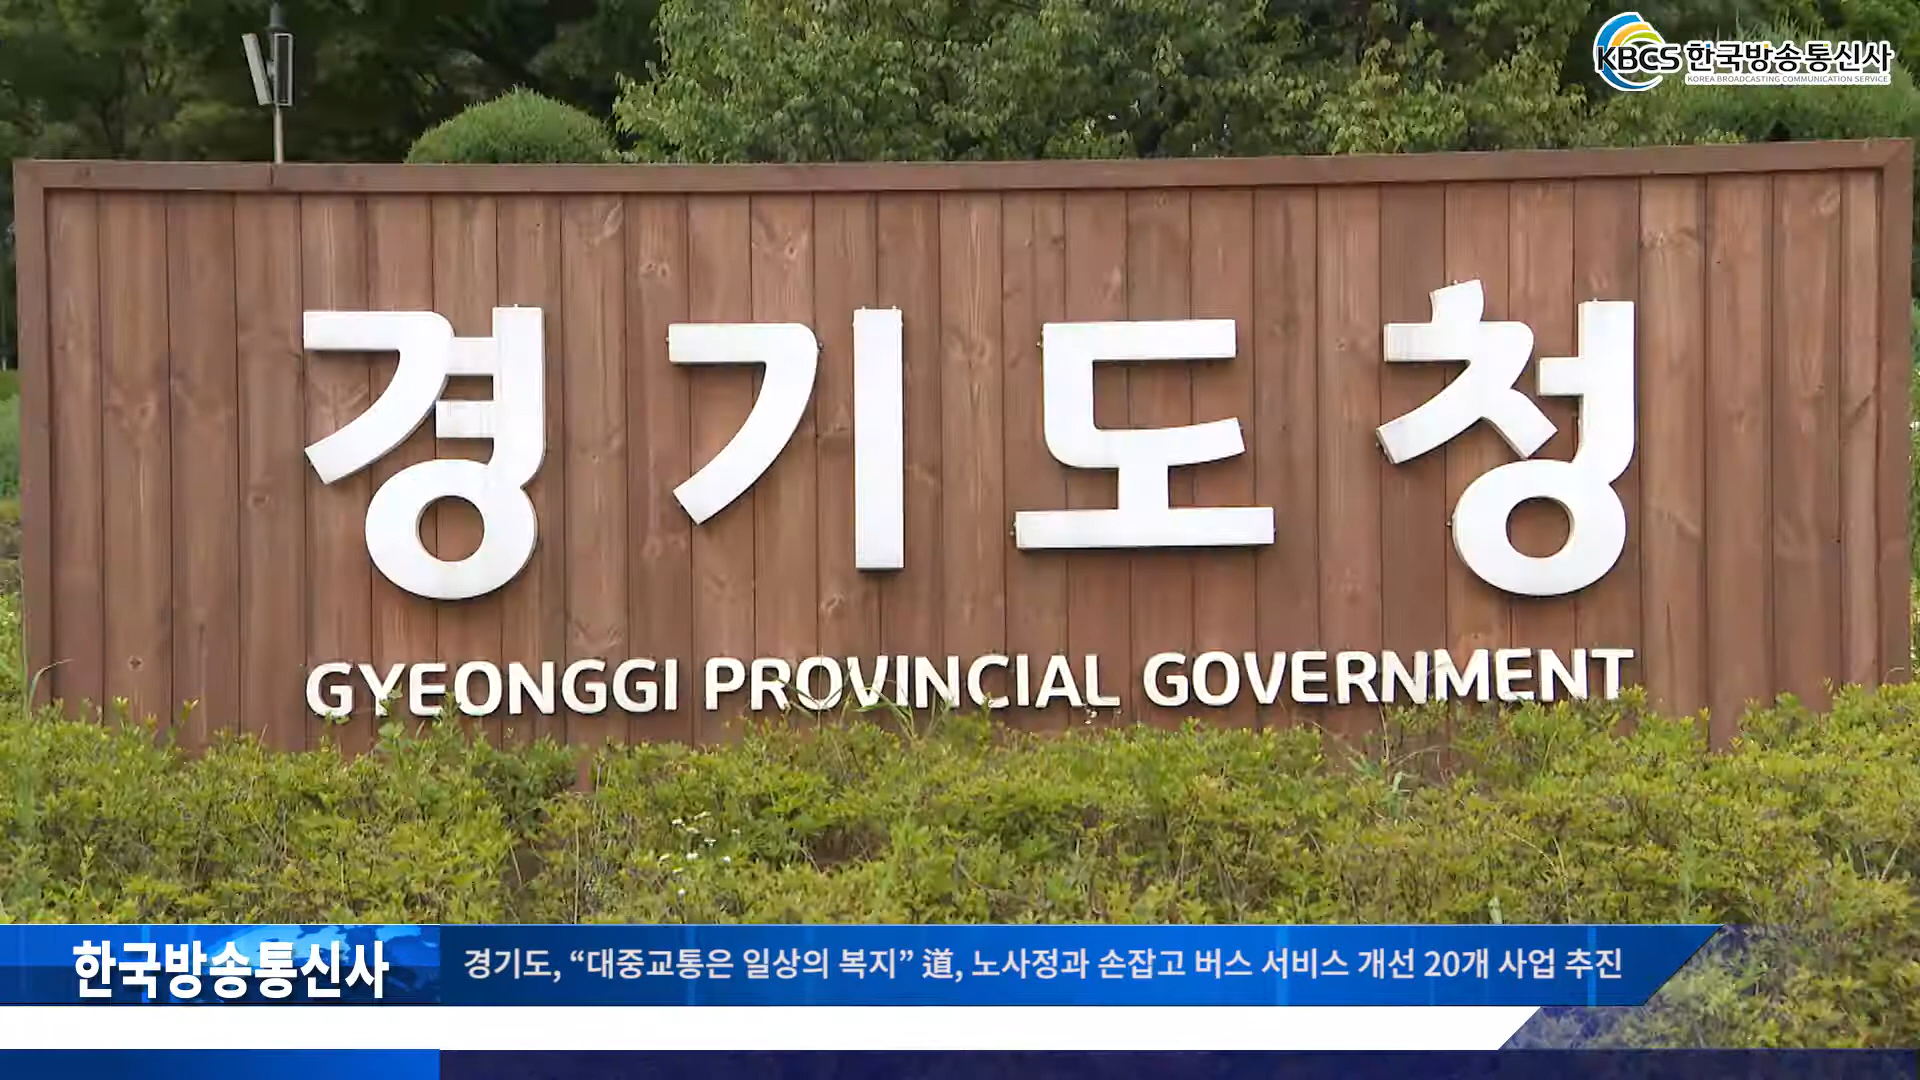 KBCS 한국방송통신사
KOREA BROADCASTING COMMUNICATION SERVICE
경기도청
GYEONGGI PROVINCIAL GOVERNMENT
한국방송통신사
경기도, “대중교통은 일상의 복지” 道, 노사정과 손잡고 버스 서비스 개선 20개 사업 추진